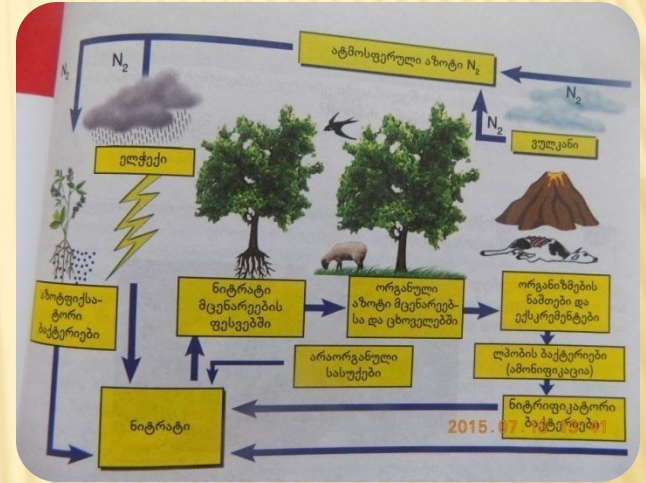 ატმოსფერული აზოტი N₂
N₂
N₂
N₂
N₂
ელჭექი
ვულკანი
აზოტფიქსა-
ტორი
ბაქტერიები
ნიტრატი
მცენარეების
ფესვებში
ორგანული
აზოტი მცენარეებ-
სა და ცხოველებში
ორგანიზმების
ნაშთები და
ექსკრემენტები
არაორგანული
სასუქები
ლპობის ბაქტერიები
(ამონიფიკაცია)
ნიტრიფიკატორი
ბაქტერიები
ნიტრატი
2015.07.
41